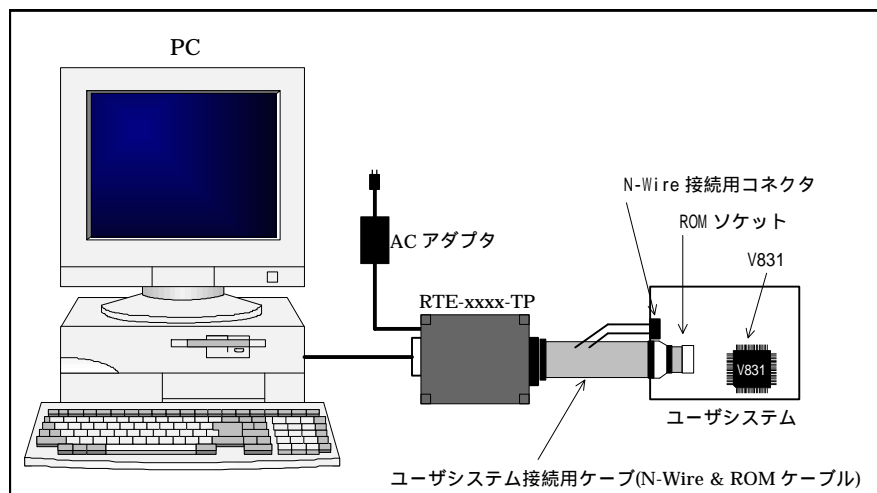 PC
N-Wire 接続用コネクタ
ROM ソケット
V831
AC アダプタ
RTE-xxxx-TP
V831
ユーザシステム
ユーザシステム接続用ケーブ(N-Wire & ROM ケーブル)